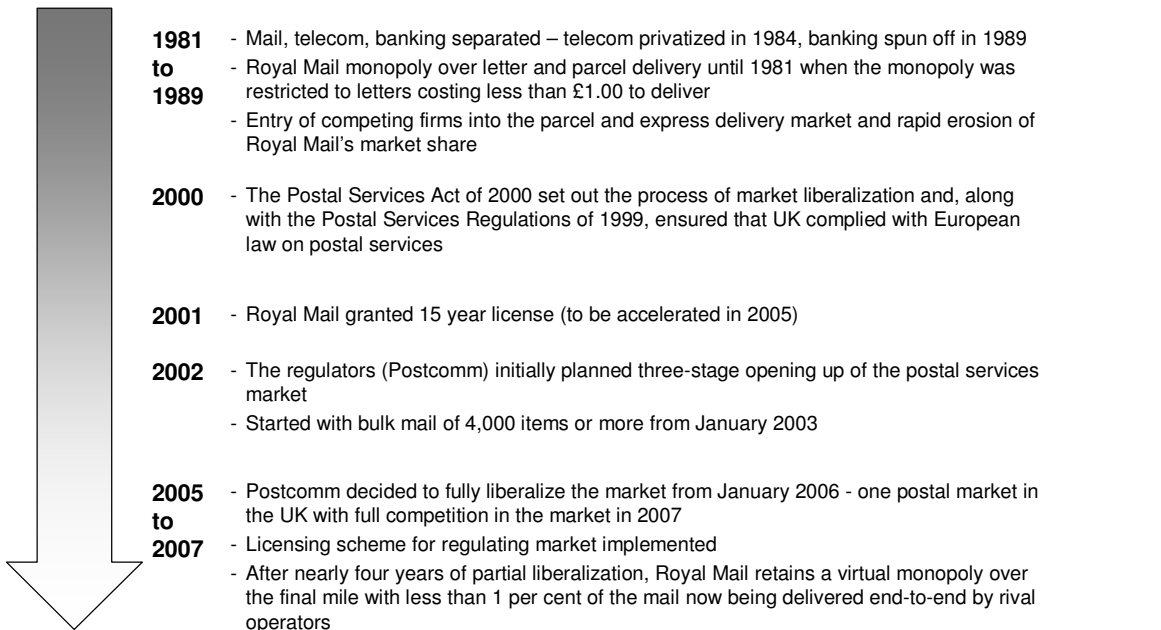 1981 - Mail, telecom, banking separated – telecom privatized in 1984, banking spun off in 1989
to - Royal Mail monopoly over letter and parcel delivery until 1981 when the monopoly was
1989 restricted to letters costing less than £1.00 to deliver
- Entry of competing firms into the parcel and express delivery market and rapid erosion of
Royal Mail’s market share
2000 - The Postal Services Act of 2000 set out the process of market liberalization and, along
with the Postal Services Regulations of 1999, ensured that UK complied with European
law on postal services
2001 - Royal Mail granted 15 year license (to be accelerated in 2005)
2002 - The regulators (Postcomm) initially planned three-stage opening up of the postal services
market
- Started with bulk mail of 4,000 items or more from January 2003
2005 - Postcomm decided to fully liberalize the market from January 2006 - one postal market in
to the UK with full competition in the market in 2007
2007 - Licensing scheme for regulating market implemented
- After nearly four years of partial liberalization, Royal Mail retains a virtual monopoly over
the final mile with less than 1 per cent of the mail now being delivered end-to-end by rival
operators